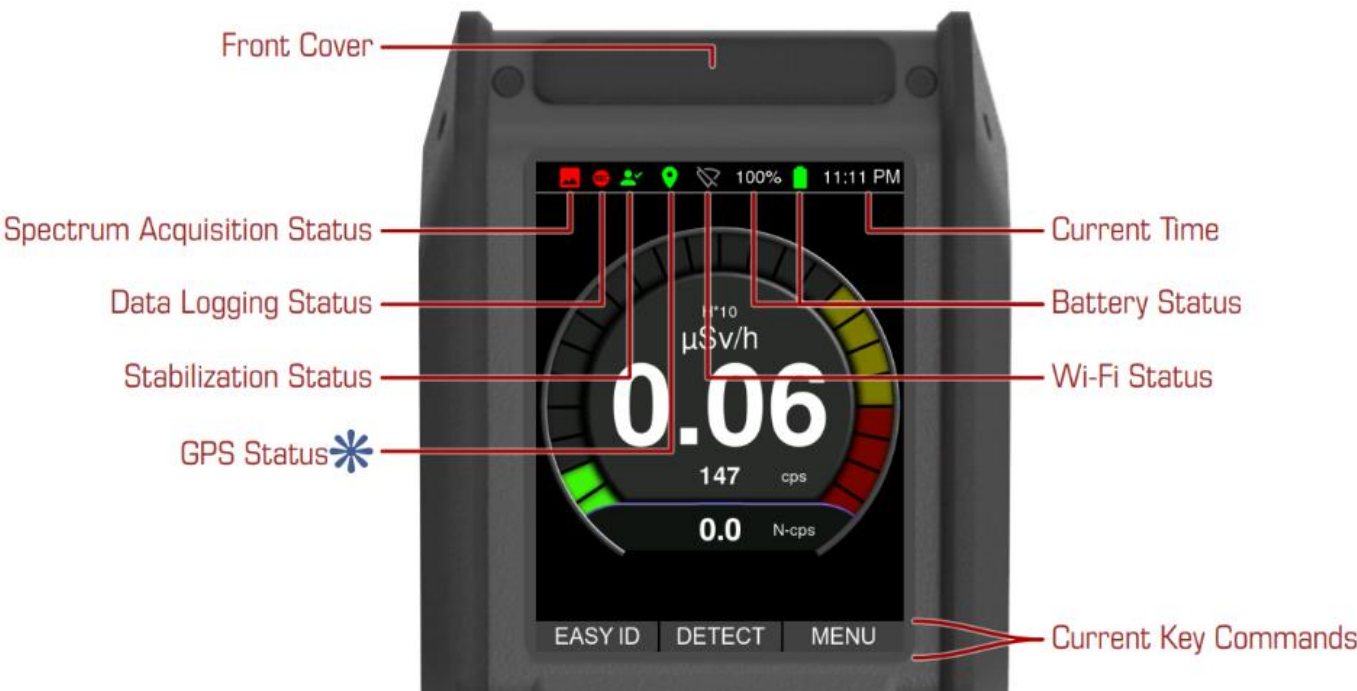 Front Cover
100% 11:11 PM
Spectrum Acquisition Status
Current Time
Data Logging Status
Battery Status
H*10
µSv/h
Stabilization Status
Wi-Fi Status
0.06
GPS Status
147 cps
0.0 N-cps
EASY ID DETECT MENU
Current Key Commands